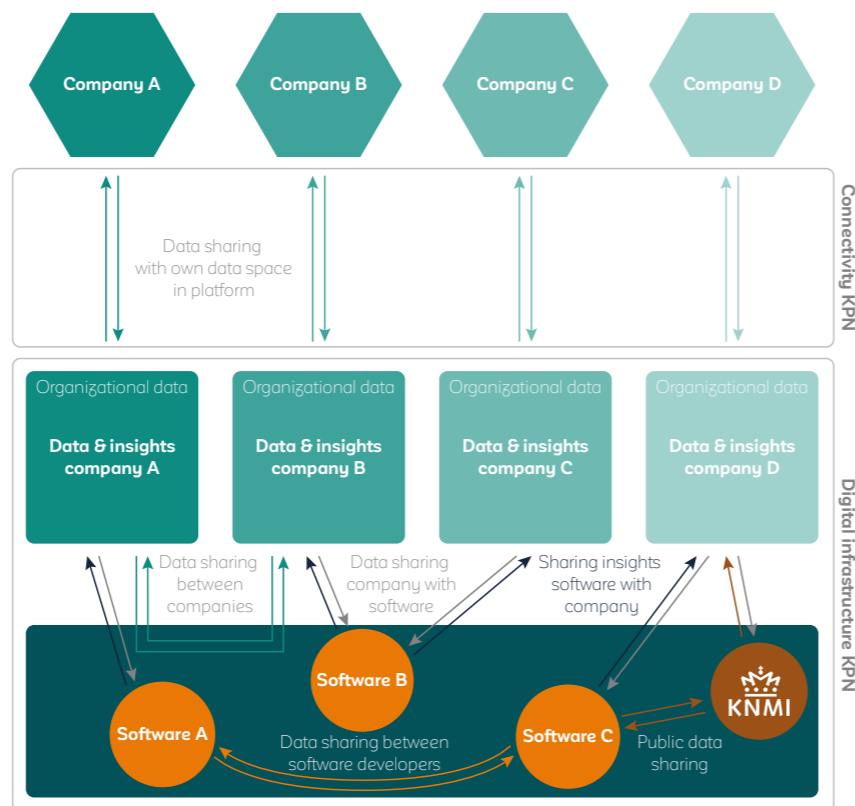 Company A
Company B
Company C
Company D
Data sharing
with own data space
in platform
Connectivity KPN
Organizational data
Data & insights
company A
Organizational data
Data & insights
company B
Organizational data
Data & insights
company C
Organizational data
Data & insights
company D
Data sharing
between
companies
Data sharing
company with
software
Sharing insights
software with
company
Digital infrastructure KPN
Software A
Software B
Software C
KNMI
Data sharing between
software developers
Public data
sharing